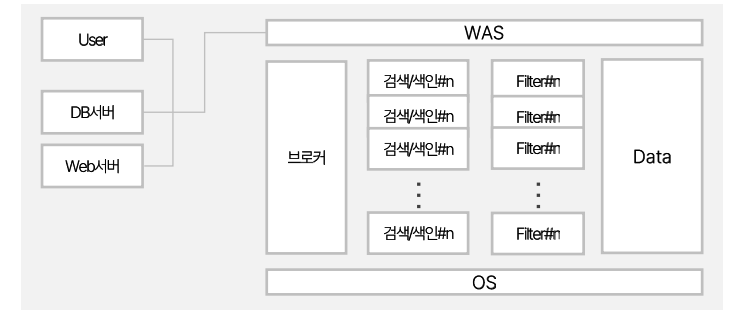 User
DB서버
Web서버
WAS
브로커
검색/색인#n
검색/색인#n
검색/색인#n
검색/색인#n
Filter#n
Filter#n
Filter#n
Filter#n
Data
OS